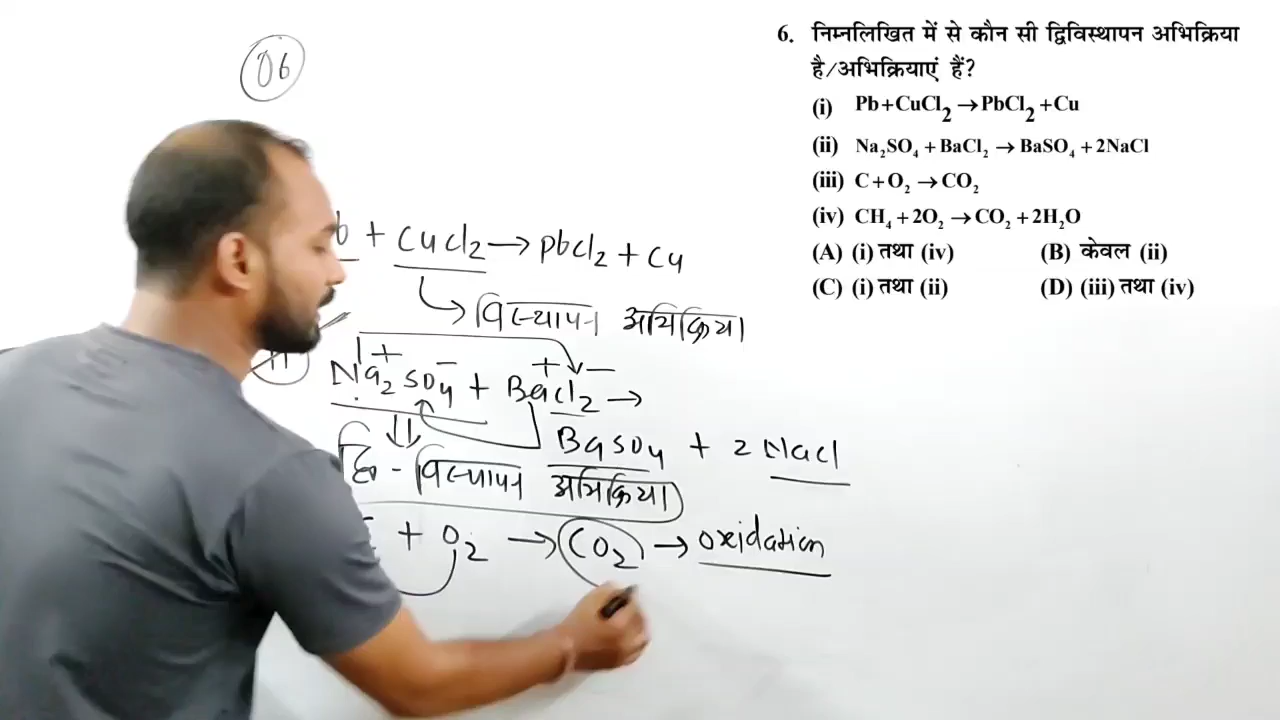 06
6. निम्नलिखित में से कौन सी द्विविस्थापन अभिक्रिया
है/अभिक्रियाएं हैं?
(i) Pb+CuCl₂→PbCl₂+Cu
(ii) Na₂SO₄+BaCl₂→BaSO₄+2NaCl
(iii) C+O₂→CO₂
(iv) CH₄+2O₂→CO₂+2H₂O
(A) (i) तथा (iv) (B) केवल (ii)
(C) (i) तथा (ii) (D) (iii) तथा (iv)
b + CuCl₂ → PbCl₂ + Cu
विस्थापन अभिक्रिया
+ − + −
Na₂SO₄ + BaCl₂ →
BaSO₄ + 2 NaCl
द्वि - विस्थापन अभिक्रिया
+ O₂ → CO₂ → oxidation